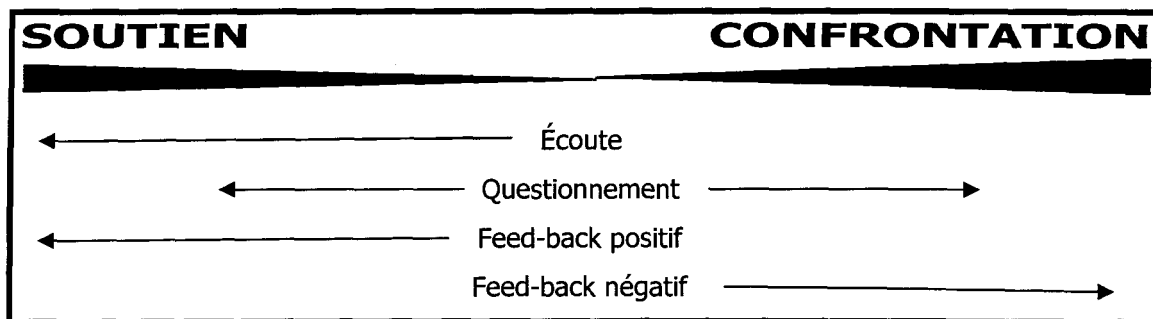 SOUTIEN CONFRONTATION
Écoute
Questionnement
Feed-back positif
Feed-back négatif